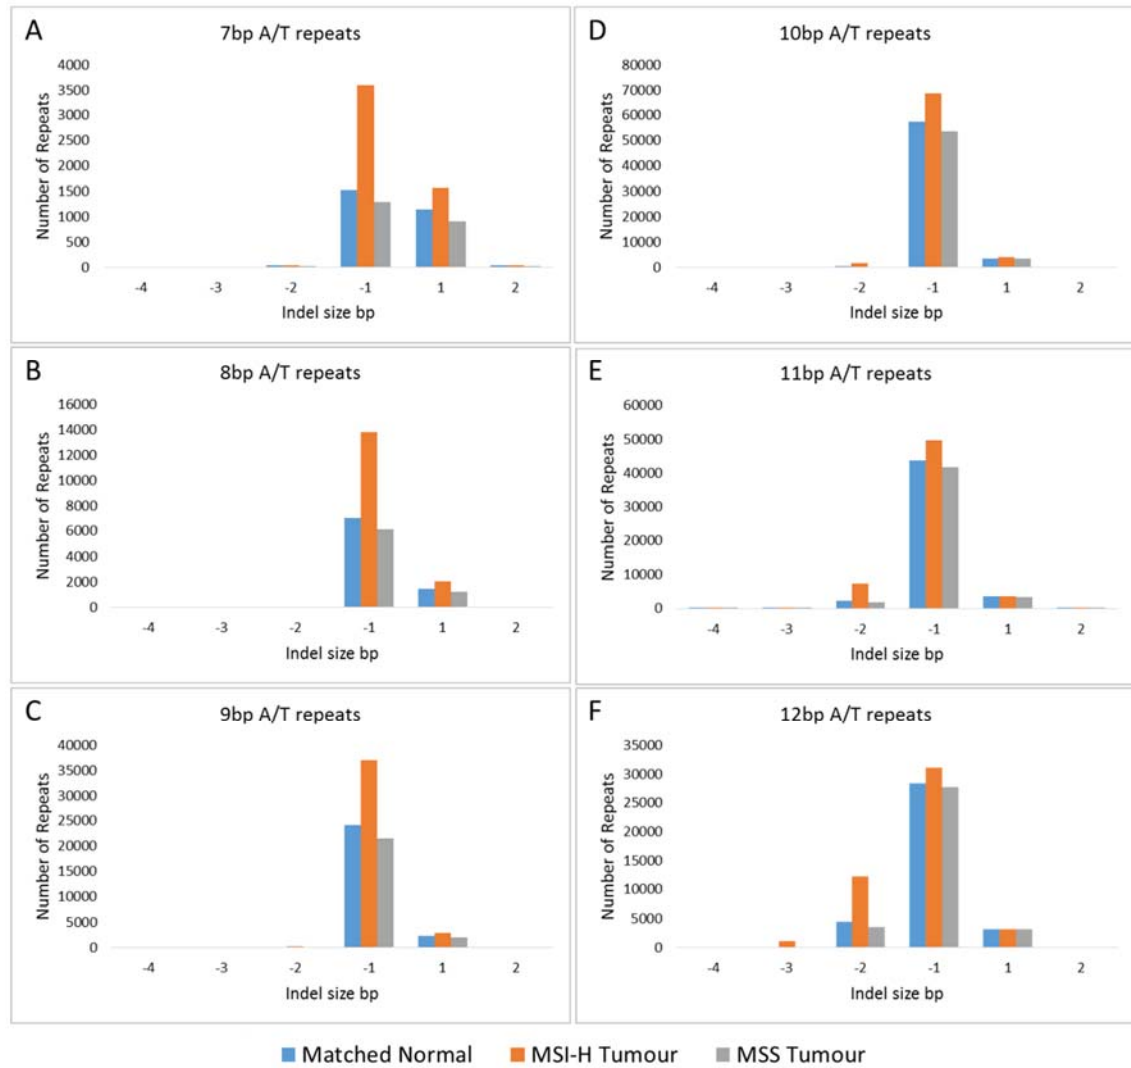 A
7bp A/T repeats
Number of Repeats
4000
3500
3000
2500
2000
1500
1000
500
0
-4 -3 -2 -1 1 2
Indel size bp
D
10bp A/T repeats
Number of Repeats
80000
70000
60000
50000
40000
30000
20000
10000
0
-4 -3 -2 -1 1 2
Indel size bp
B
8bp A/T repeats
Number of Repeats
16000
14000
12000
10000
8000
6000
4000
2000
0
-4 -3 -2 -1 1 2
Indel size bp
E
11bp A/T repeats
Number of Repeats
60000
50000
40000
30000
20000
10000
0
-4 -3 -2 -1 1 2
Indel size bp
C
9bp A/T repeats
Number of Repeats
40000
35000
30000
25000
20000
15000
10000
5000
0
-4 -3 -2 -1 1 2
Indel size bp
F
12bp A/T repeats
Number of Repeats
35000
30000
25000
20000
15000
10000
5000
0
-4 -3 -2 -1 1 2
Indel size bp
Matched Normal MSI-H Tumour MSS Tumour